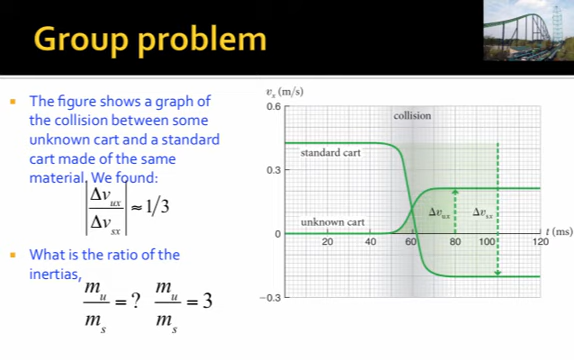 Group problem
The figure shows a graph of
the collision between some
unknown cart and a standard
cart made of the same
material. We found:
|Δv_ux / Δv_sx| ≈ 1/3
What is the ratio of the
inertias,
m_u / m_s = ? m_u / m_s = 3
v_x (m/s)
0.6
collision
standard cart
0.3
unknown cart
Δv_ux Δv_sx
0 20 40 60 80 100 120 t (ms)
−0.3